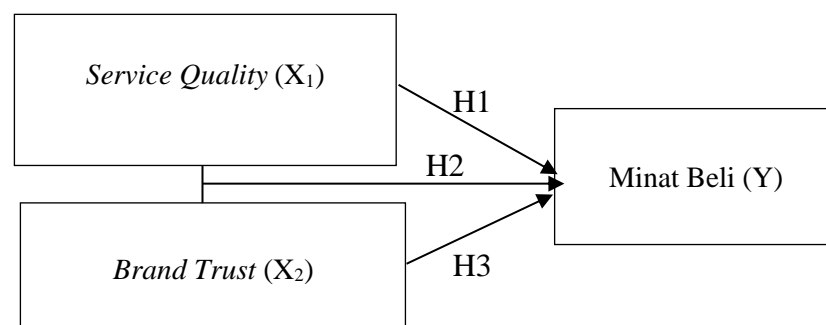 Service Quality (X₁)
H1
H2
Minat Beli (Y)
Brand Trust (X₂)
H3